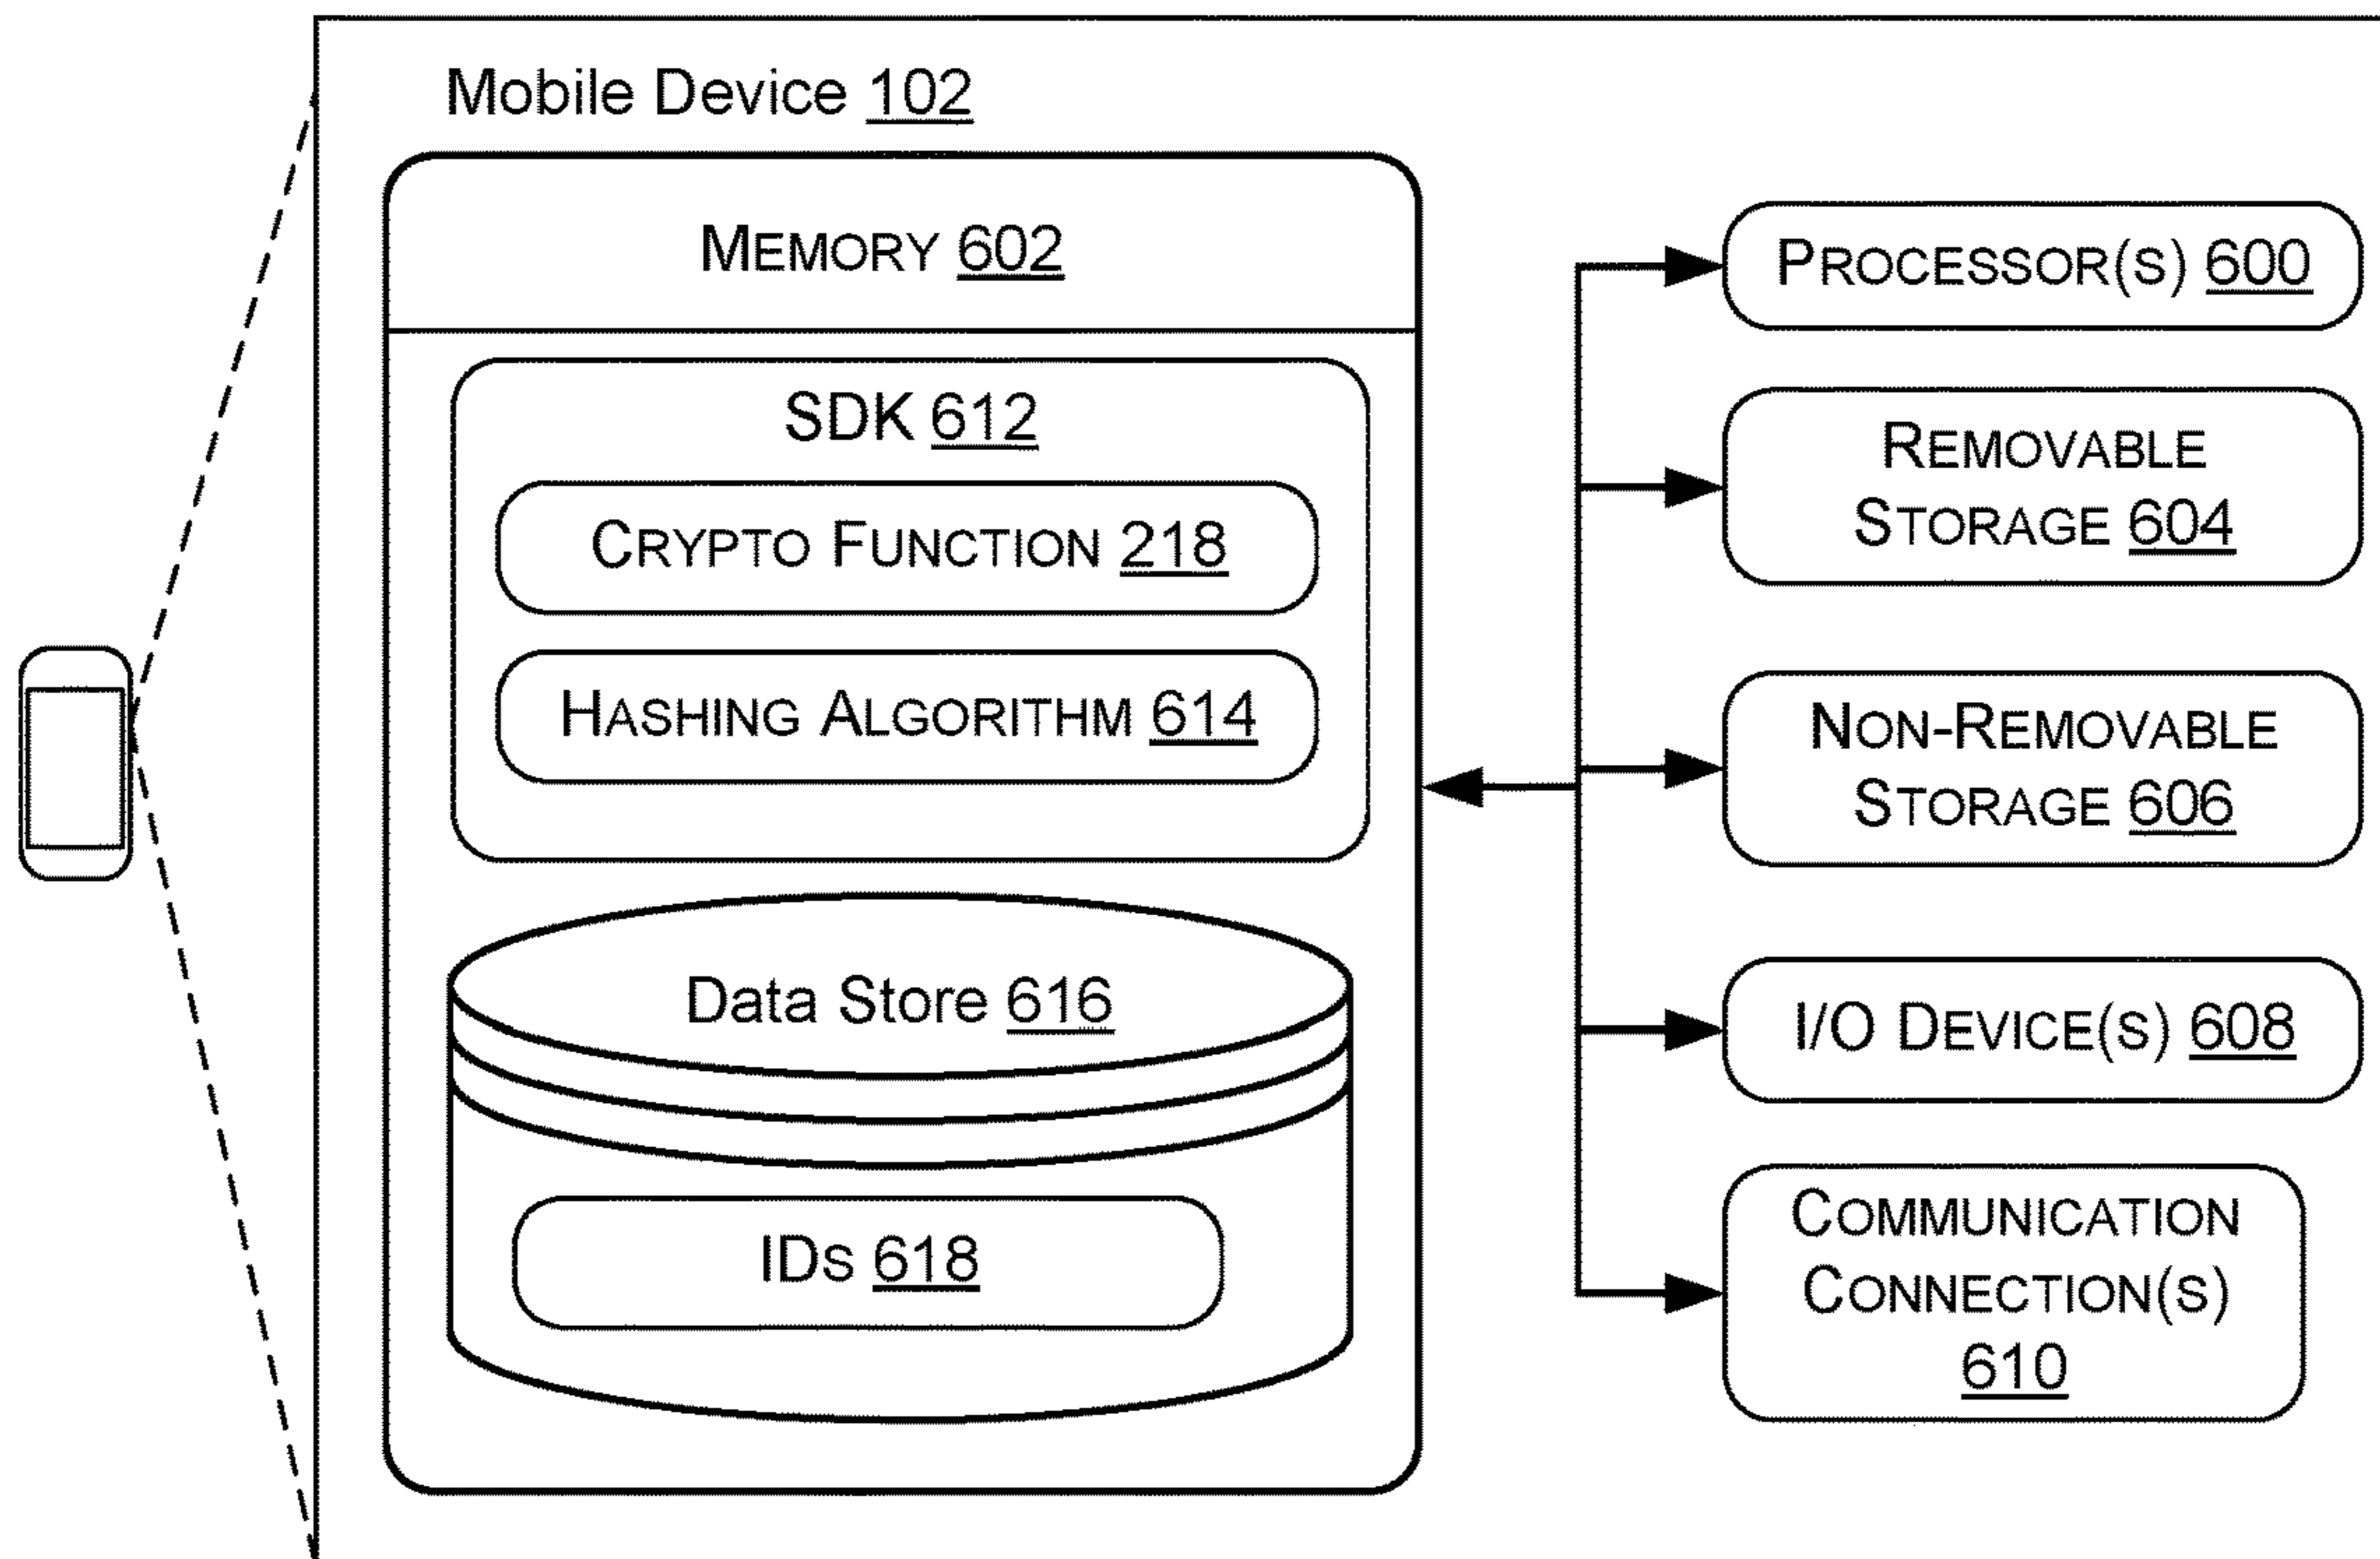 Mobile Device 102
MEMORY 602
SDK 612
CRYPTO FUNCTION 218
HASHING ALGORITHM 614
Data Store 616
IDs 618
PROCESSOR(S) 600
REMOVABLE
STORAGE 604
NON-REMOVABLE
STORAGE 606
I/O DEVICE(S) 608
COMMUNICATION
CONNECTION(S)
610